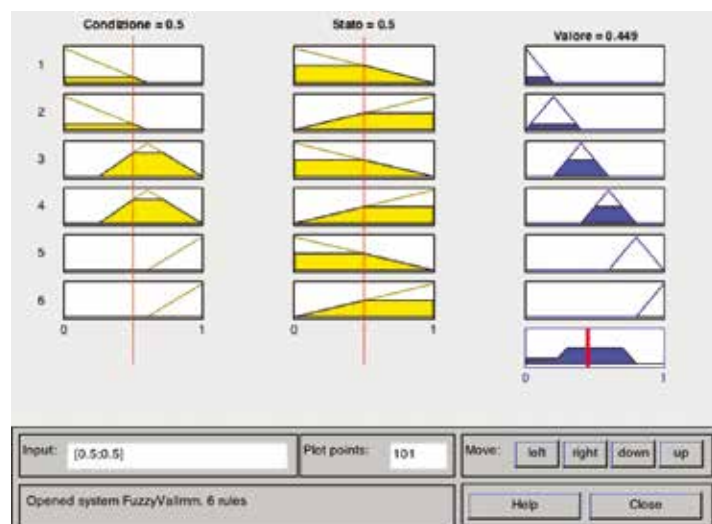 Condizione = 0.5
Stato = 0.5
Valore = 0.449
1
2
3
4
5
6
0
1
0
1
0
1
Input:
[0.5;0.5]
Plot points:
101
Move:
left
right
down
up
Opened system FuzzyValImm. 6 rules
Help
Close